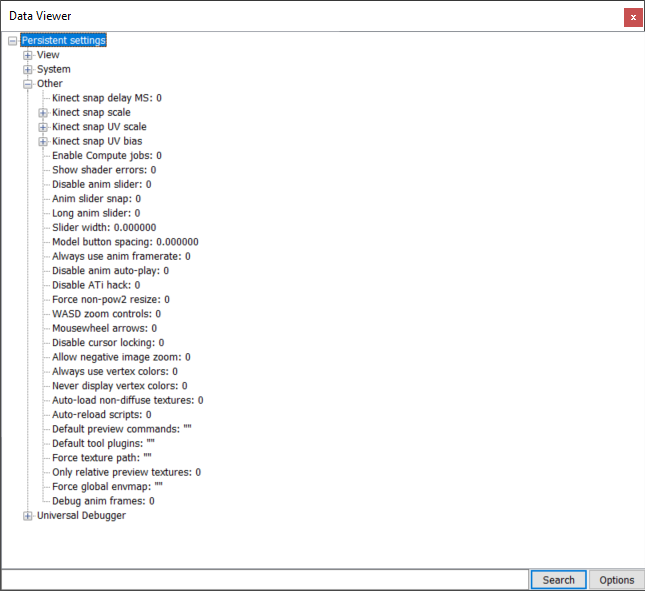 Data Viewer
x
Persistent settings
View
System
Other
Kinect snap delay MS: 0
Kinect snap scale
Kinect snap UV scale
Kinect snap UV bias
Enable Compute jobs: 0
Show shader errors: 0
Disable anim slider: 0
Anim slider snap: 0
Long anim slider: 0
Slider width: 0.000000
Model button spacing: 0.000000
Always use anim framerate: 0
Disable anim auto-play: 0
Disable ATi hack: 0
Force non-pow2 resize: 0
WASD zoom controls: 0
Mousewheel arrows: 0
Disable cursor locking: 0
Allow negative image zoom: 0
Always use vertex colors: 0
Never display vertex colors: 0
Auto-load non-diffuse textures: 0
Auto-reload scripts: 0
Default preview commands: ""
Default tool plugins: ""
Force texture path: ""
Only relative preview textures: 0
Force global envmap: ""
Debug anim frames: 0
Universal Debugger
Search Options